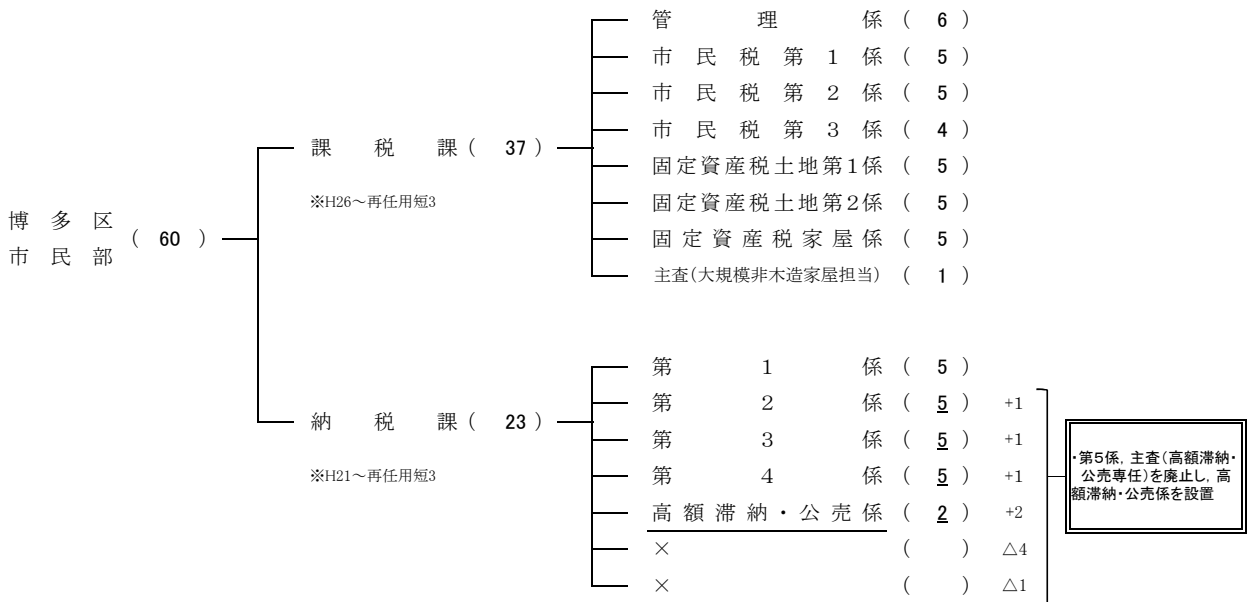 管理係 ( 6 )
市民税第1係 ( 5 )
市民税第2係 ( 5 )
市民税第3係 ( 4 )
課税課 ( 37 )
固定資産税土地第1係 ( 5 )
※H26～再任用短3
固定資産税土地第2係 ( 5 )
博多区
市民部
( 60 )
固定資産税家屋係 ( 5 )
主査(大規模非木造家屋担当) ( 1 )
第1係 ( 5 )
第2係 ( 5 ) +1
納税課 ( 23 )
第3係 ( 5 ) +1
※H21～再任用短3
第4係 ( 5 ) +1
高額滞納・公売係 ( 2 ) +2
× ( ) △4
× ( ) △1
・第5係，主査(高額滞納・
公売専任)を廃止し，高
額滞納・公売係を設置